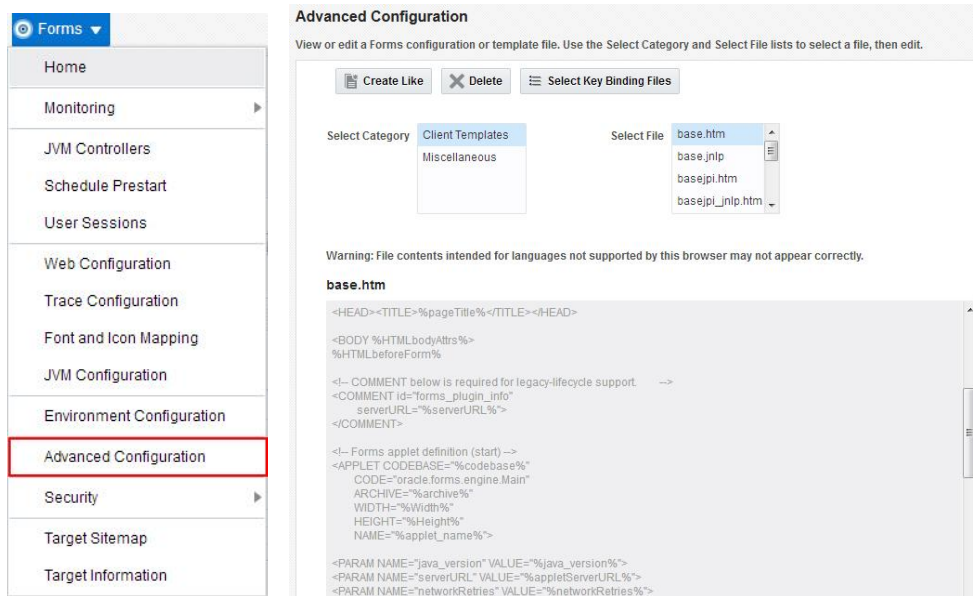 Forms
Home
Monitoring
JVM Controllers
Schedule Prestart
User Sessions
Web Configuration
Trace Configuration
Font and Icon Mapping
JVM Configuration
Environment Configuration
Advanced Configuration
Security
Target Sitemap
Target Information
Advanced Configuration
View or edit a Forms configuration or template file. Use the Select Category and Select File lists to select a file, then edit.
Create Like Delete Select Key Binding Files
Select Category Client Templates Select File base.htm
Miscellaneous base.jnlp
basejpi.htm
basejpi_jnlp.htm
Warning: File contents intended for languages not supported by this browser may not appear correctly.
base.htm
<HEAD><TITLE>%pageTitle%</TITLE></HEAD>
<BODY %HTMLbodyAttrs%>
%HTMLbeforeForm%
<!-- COMMENT below is required for legacy-lifecycle support. -->
<COMMENT id="forms_plugin_info"
serverURL="%serverURL%">
</COMMENT>
<!-- Forms applet definition (start) -->
<APPLET CODEBASE="%codebase%"
CODE="oracle.forms.engine.Main"
ARCHIVE="%archive%"
WIDTH="%Width%"
HEIGHT="%Height%"
NAME="%applet_name%">
<PARAM NAME="java_version" VALUE="%java_version%">
<PARAM NAME="serverURL" VALUE="%appletServerURL%">
<PARAM NAME="networkRetries" VALUE="%networkRetries%">